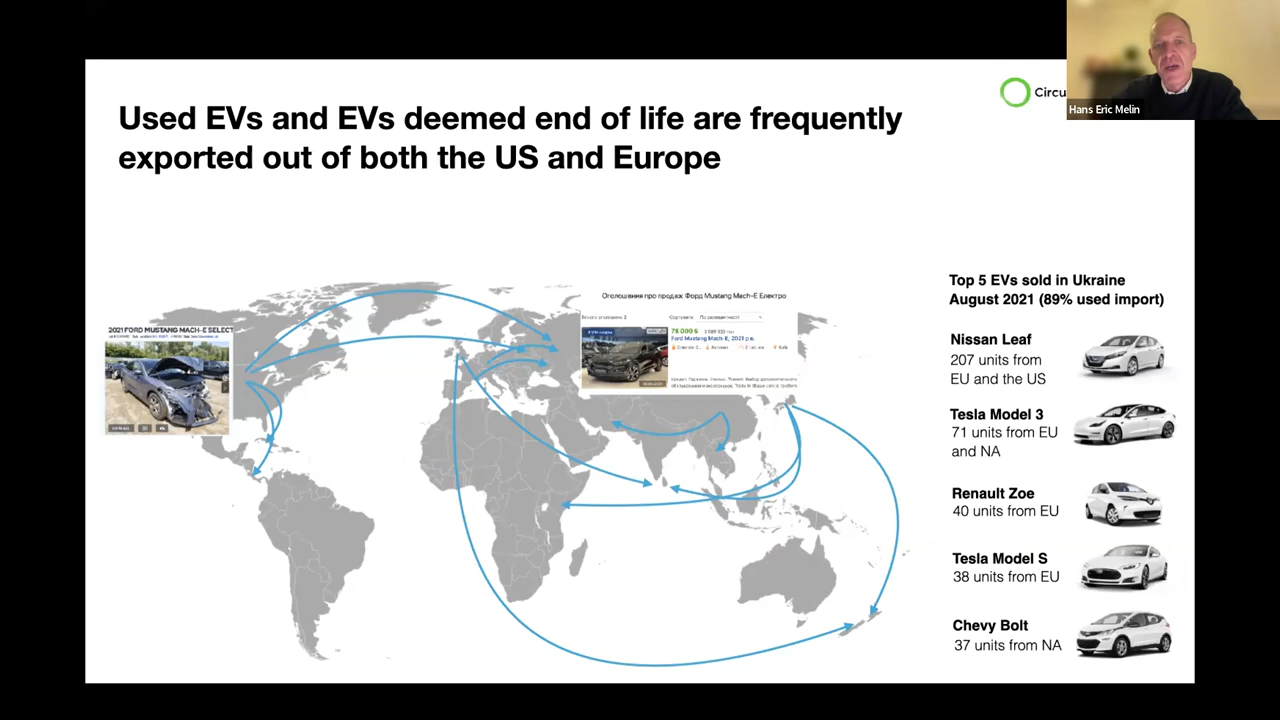 Used EVs and EVs deemed end of life are frequently
exported out of both the US and Europe
Circu
Hans Eric Melin
2021 FORD MUSTANG MACH-E SELECT
Оголошення про продаж Форд Mustang Mach-E Електро
75 000 $
Ford Mustang Mach-E, 2021 р.в.
Top 5 EVs sold in Ukraine
August 2021 (89% used import)
Nissan Leaf
207 units from
EU and the US
Tesla Model 3
71 units from EU
and NA
Renault Zoe
40 units from EU
Tesla Model S
38 units from EU
Chevy Bolt
37 units from NA